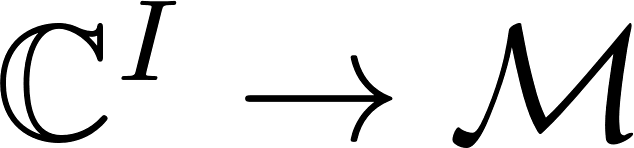 ℂ^I → ℳ